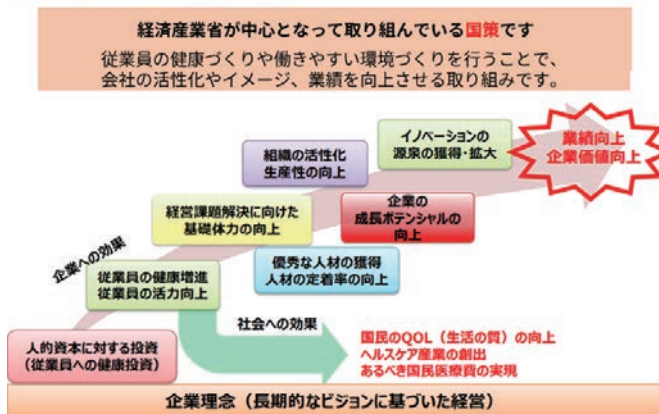 経済産業省が中心となって取り組んでいる国策です
従業員の健康づくりや働きやすい環境づくりを行うことで、
会社の活性化やイメージ、業績を向上させる取り組みです。
イノベーションの
源泉の獲得・拡大
業績向上
企業価値向上
組織の活性化
生産性の向上
企業の
成長ポテンシャルの
向上
経営課題解決に向けた
基礎体力の向上
優秀な人材の獲得
人材の定着率の向上
企業への効果
従業員の健康増進
従業員の活力向上
社会への効果
人的資本に対する投資
(従業員への健康投資)
国民のQOL（生活の質）の向上
ヘルスケア産業の創出
あるべき国民医療費の実現
企業理念（長期的なビジョンに基づいた経営）